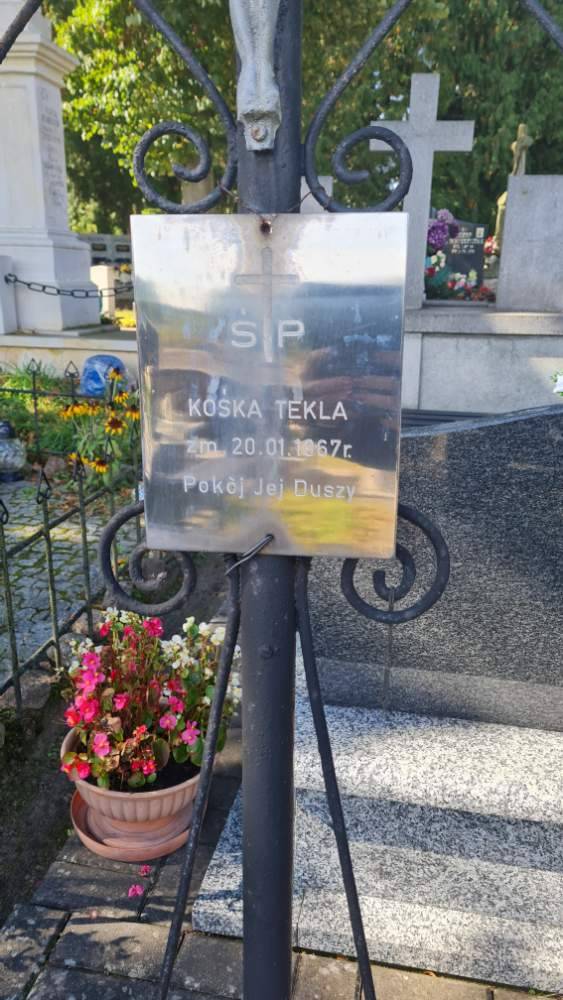 Ś P
KOSKA TEKLA
zm. 20.01.1967r.
Pokój Jej Duszy